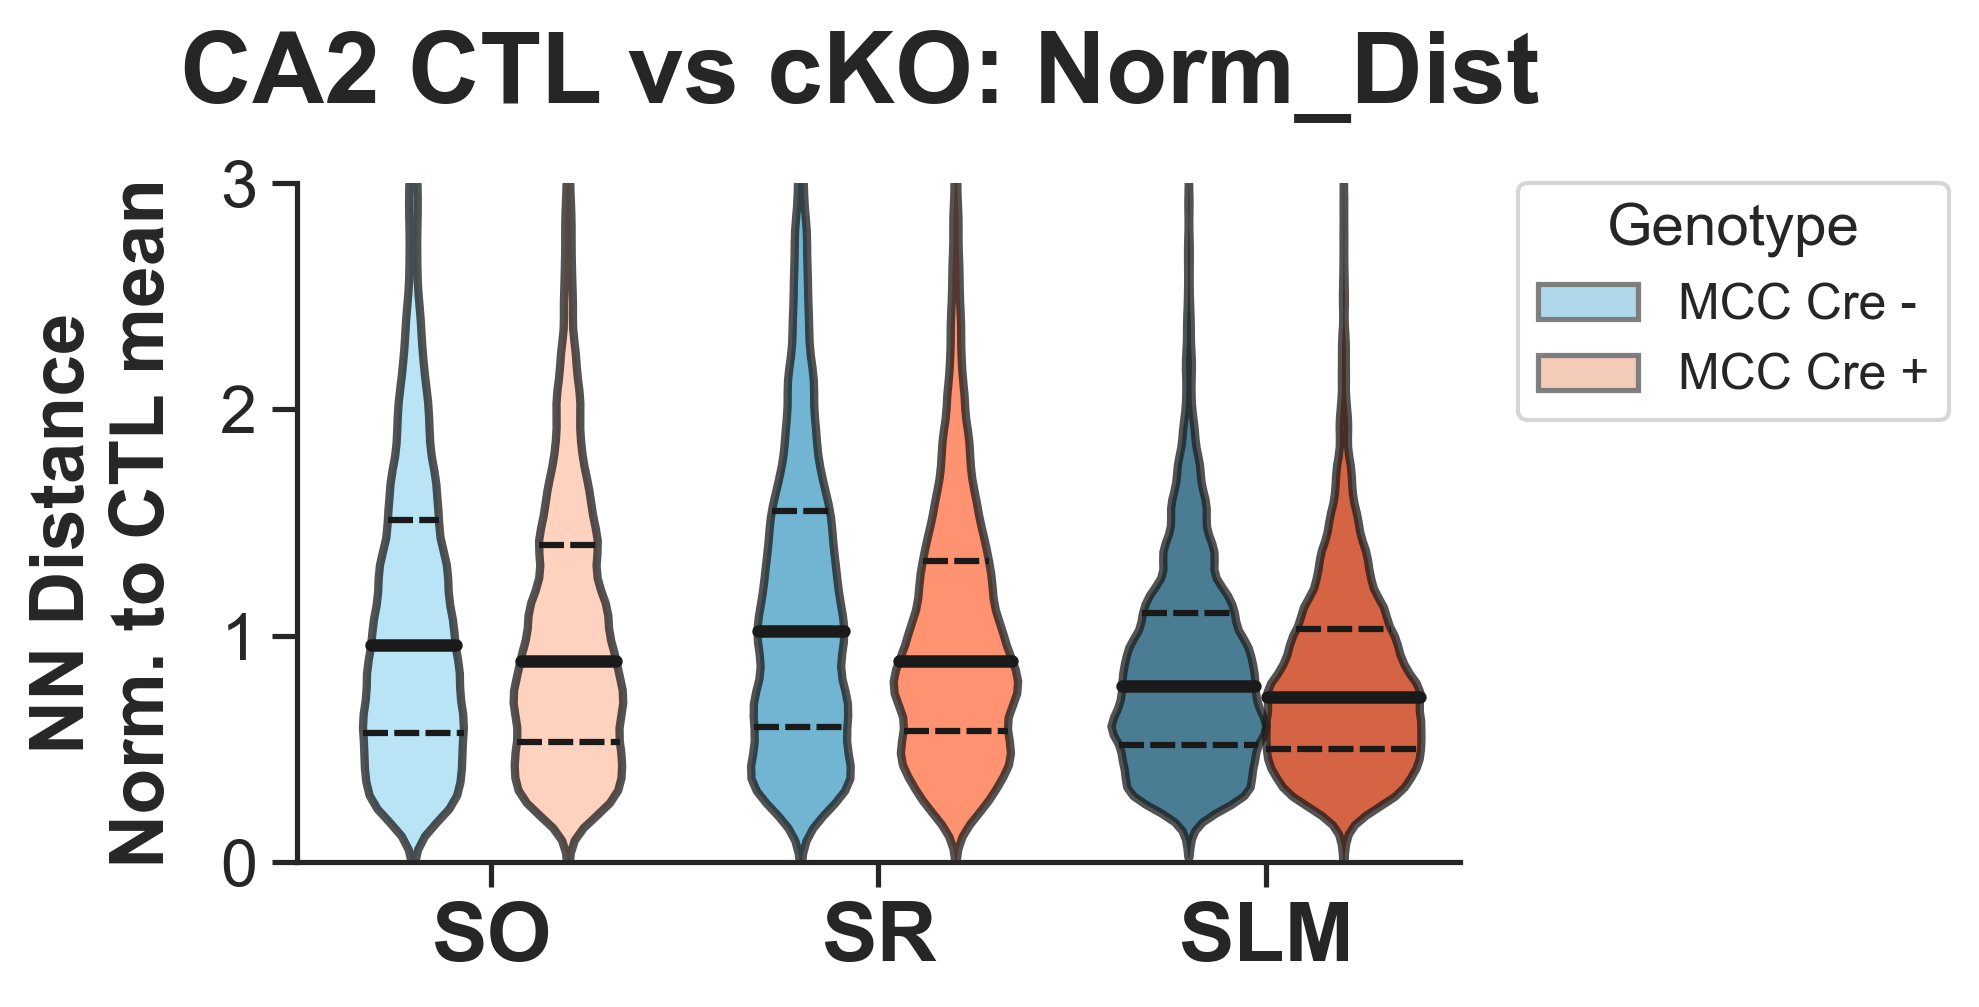 CA2 CTL vs cKO: Norm_Dist
NN Distance
Norm. to CTL mean
3
2
1
0
SO
SR
SLM
Genotype
MCC Cre -
MCC Cre +